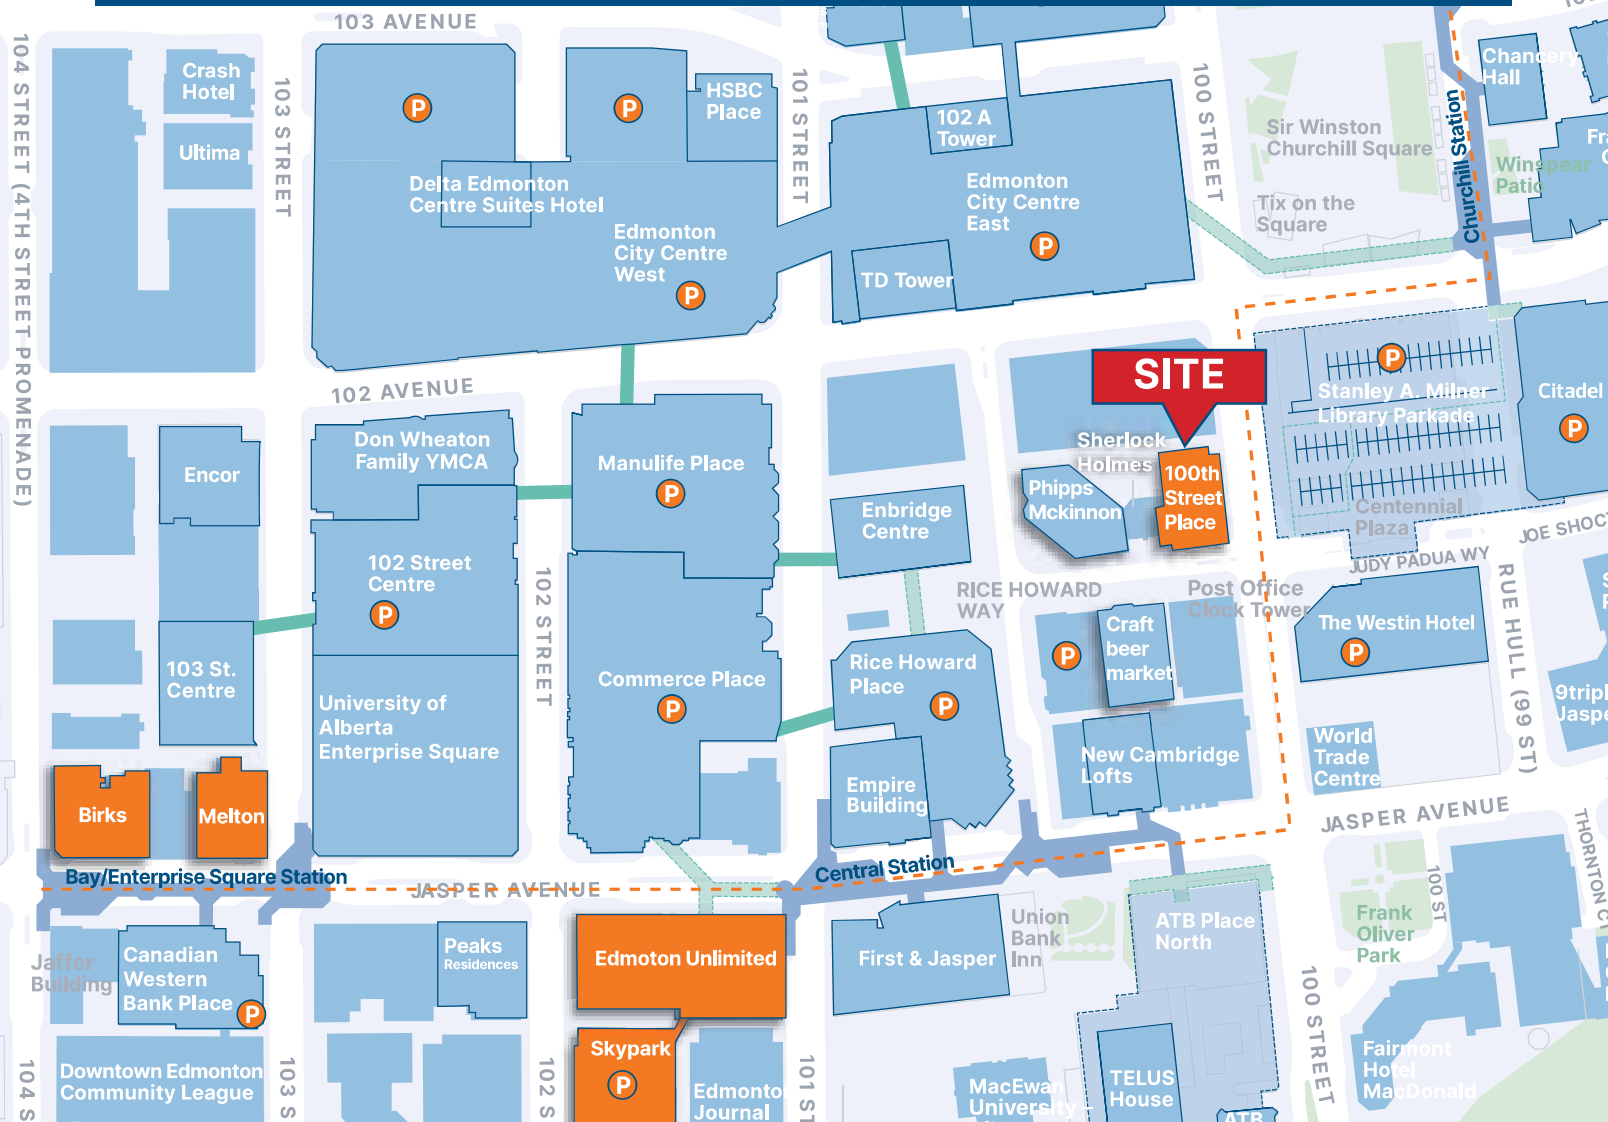 103 AVENUE
104 STREET (4TH STREET PROMENADE)
Crash
Hotel
Ultima
103 STREET
P
P
HSBC
Place
101 STREET
Delta Edmonton
Centre Suites Hotel
Edmonton
City Centre
West
P
102 A
Tower
Edmonton
City Centre
East
P
TD Tower
100 STREET
Sir Winston
Churchill Square
Tix on the
Square
Churchill Station
Chancery
Hall
Winspear
Patio
102 AVENUE
Encor
Don Wheaton
Family YMCA
102 Street
Centre
P
103 St.
Centre
University of
Alberta
Enterprise Square
102 STREET
Manulife Place
P
Commerce Place
P
Enbridge
Centre
RICE HOWARD
WAY
Rice Howard
Place
P
Empire
Building
SITE
Sherlock
Holmes
Phipps
Mckinnon
100th
Street
Place
P
Stanley A. Milner
Library Parkade
Citadel
P
Centennial
Plaza
JUDY PADUA WY
JOE SHOCT
Post Office
Clock Tower
P
Craft
beer
market
New Cambridge
Lofts
The Westin Hotel
P
RUE HULL (99 ST)
9tripl
Jaspe
World
Trade
Centre
JASPER AVENUE
THORNTON C
Birks
Melton
Bay/Enterprise Square Station
JASPER AVENUE
Central Station
Jaffer
Building
Canadian
Western
Bank Place
P
Peaks
Residences
Edmoton Unlimited
Skypark
P
First & Jasper
Union
Bank
Inn
ATB Place
North
100 ST
Frank
Oliver
Park
104 S
Downtown Edmonton
Community League
103 S
102 S
Edmonton
Journal
101 ST
MacEwan
University
TELUS
House
ATB
100 STREET
Fairmont
Hotel
MacDonald